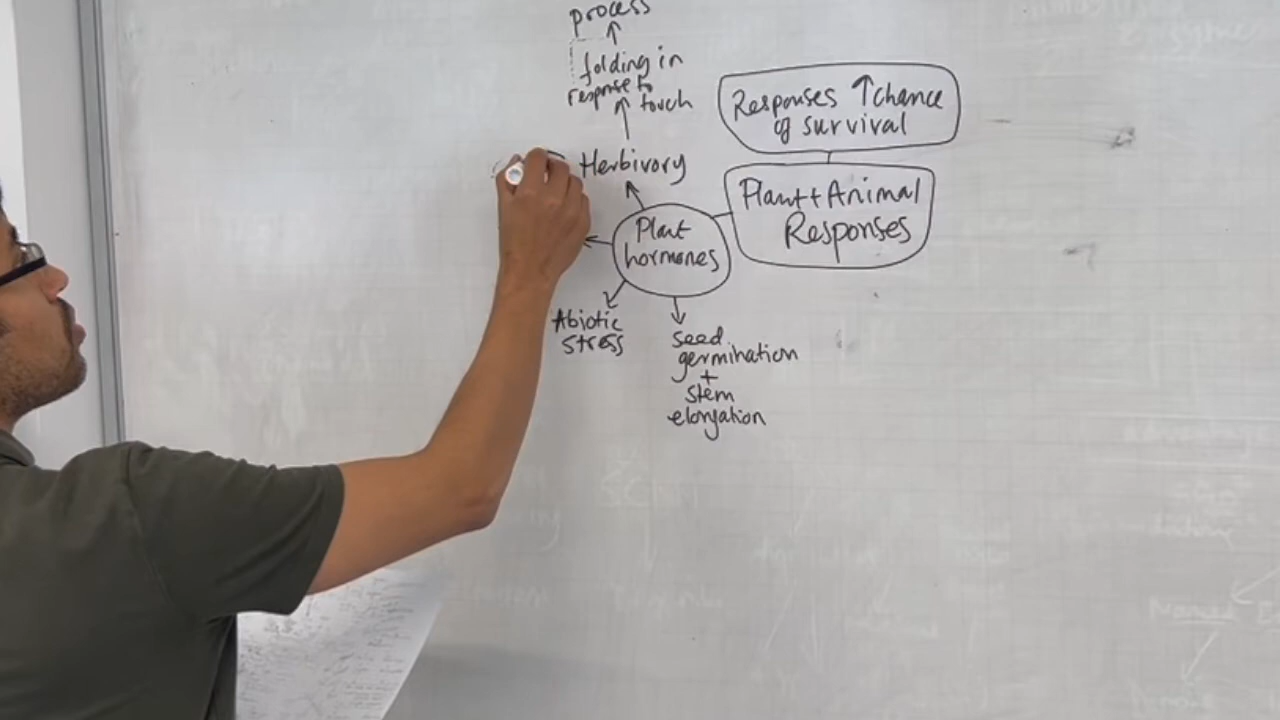 process
folding in
response to
touch
Herbivory
Responses ↑chance
of survival
Plant+Animal
Responses
Plant
hormones
Abiotic
stress
seed
germination
+
stem
elongation